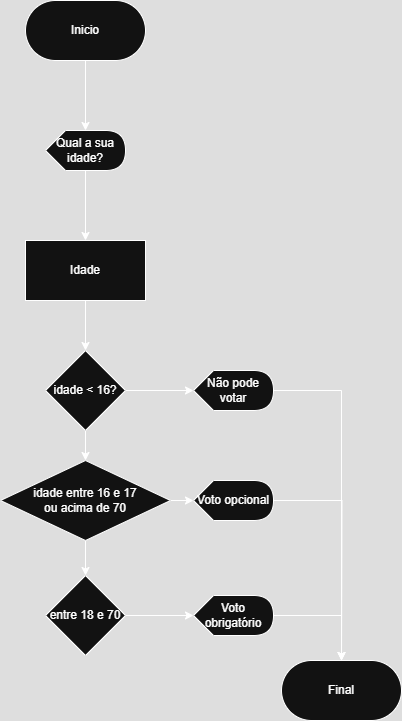 Inicio
Qual a sua
idade?
Idade
idade < 16?
Não pode
votar
idade entre 16 e 17
ou acima de 70
Voto opcional
entre 18 e 70
Voto
obrigatório
Final